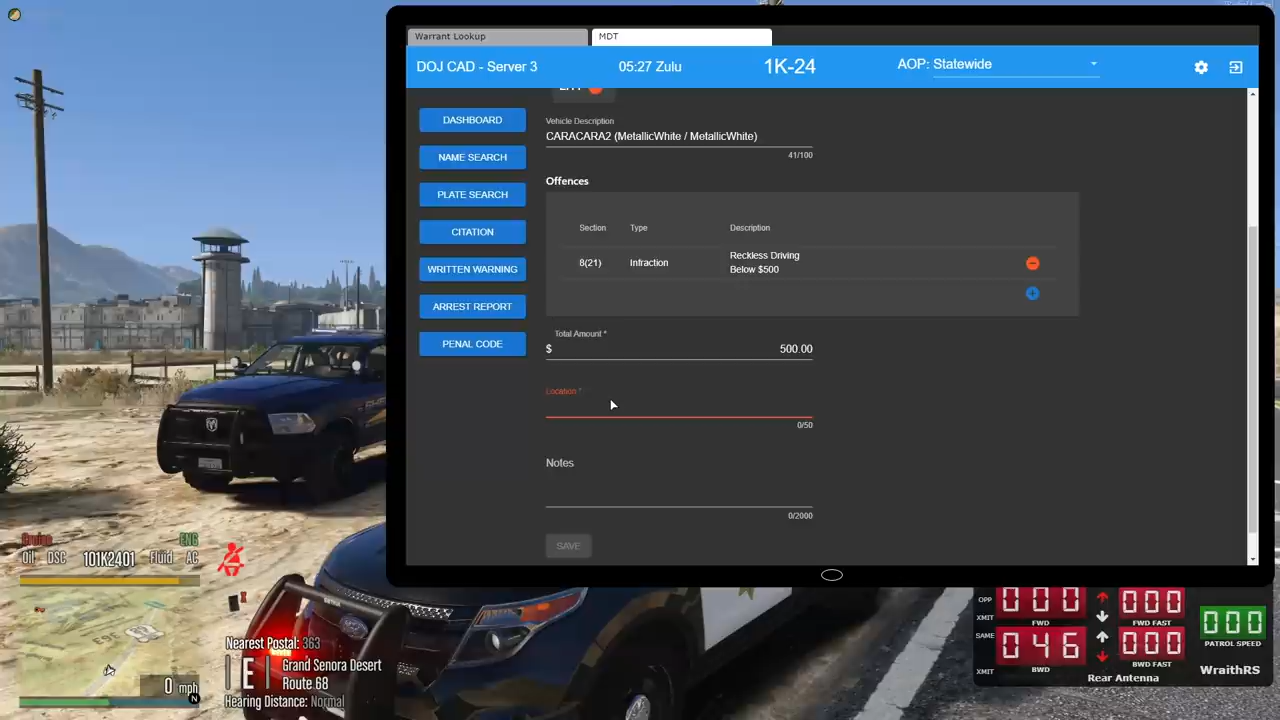 Warrant Lookup
MDT
DOJ CAD - Server 3
05:27 Zulu
1K-24
AOP: Statewide
DASHBOARD
NAME SEARCH
PLATE SEARCH
CITATION
WRITTEN WARNING
ARREST REPORT
PENAL CODE
Vehicle Description
CARACARA2 (MetallicWhite / MetallicWhite)
41/100
Offences
Section Type Description
8(21) Infraction Reckless Driving
Below $500
Total Amount *
$ 500.00
Location *
0/50
Notes
0/2000
SAVE
Engine ENG
Oil DSC 101K2401 Fluid AC
E
Nearest Postal: 363
Grand Senora Desert
Route 68
Hearing Distance: Normal
0 mph
N
OPP
XMIT
SAME
XMIT
000
FWD
000
FWD FAST
046
BWD
000
BWD FAST
000
PATROL SPEED
Rear Antenna
WraithRS